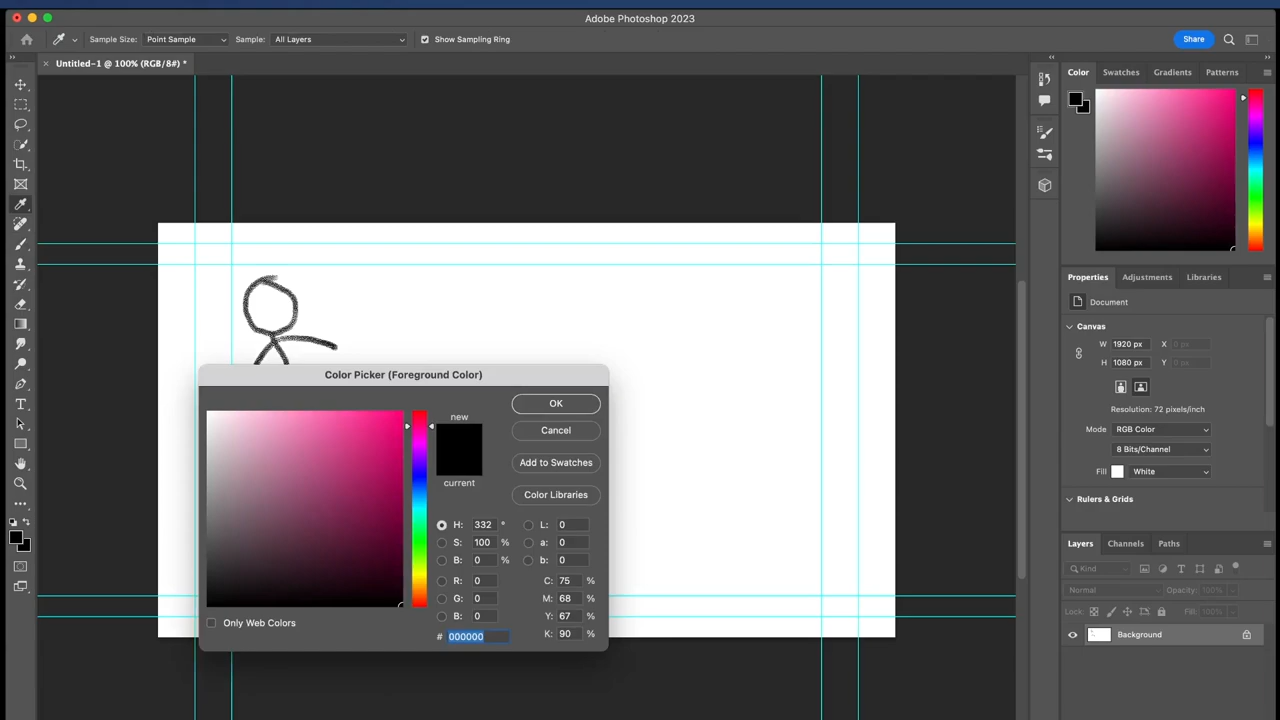 Adobe Photoshop 2023
Sample Size: Point Sample Sample: All Layers Show Sampling Ring Share
Untitled-1 @ 100% (RGB/8#) *
Color Swatches Gradients Patterns
Properties Adjustments Libraries
Document
Canvas
W 1920 px X 0 px
H 1080 px Y 0 px
Resolution: 72 pixels/inch
Mode RGB Color
8 Bits/Channel
Fill White
Rulers & Grids
Layers Channels Paths
Kind
Normal Opacity: 100%
Lock: Fill: 100%
Background
Color Picker (Foreground Color)
new
current
OK
Cancel
Add to Swatches
Color Libraries
H: 332 ° L: 0
S: 100 % a: 0
B: 0 % b: 0
R: 0 C: 75 %
G: 0 M: 68 %
B: 0 Y: 67 %
# 000000 K: 90 %
Only Web Colors